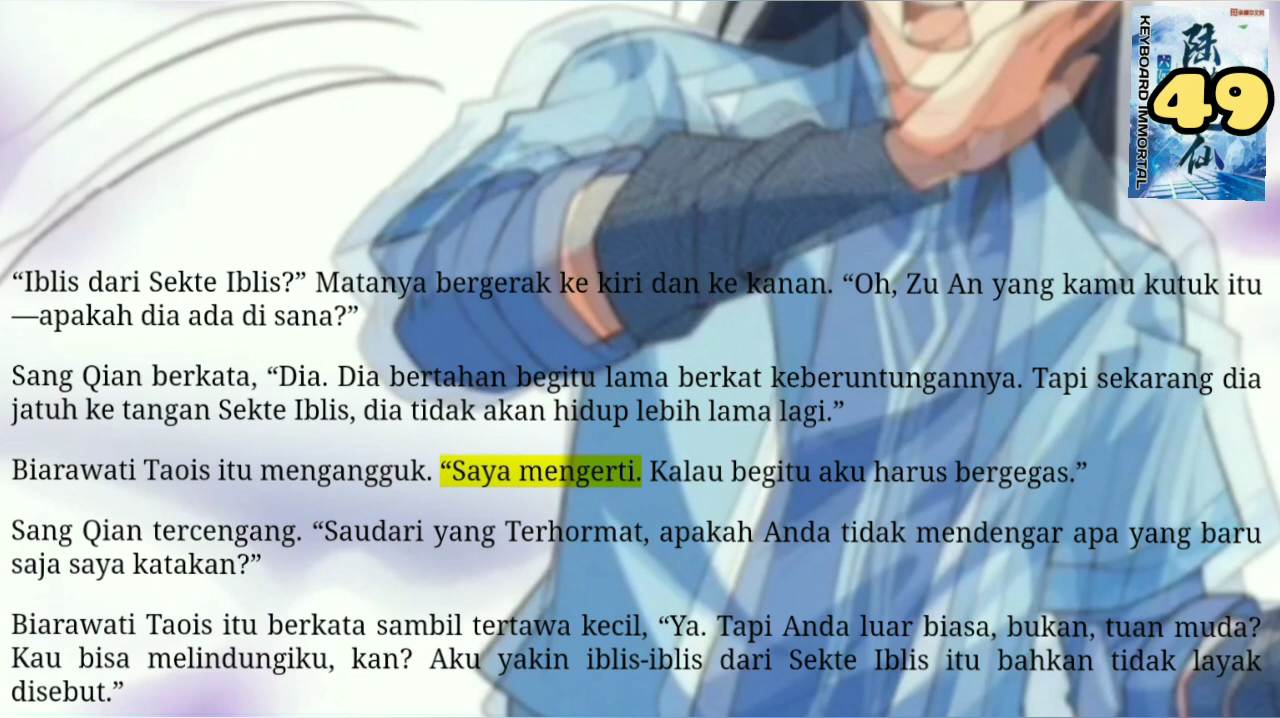 KEYBOARD IMMORTAL
49
“Iblis dari Sekte Iblis?” Matanya bergerak ke kiri dan ke kanan. “Oh, Zu An yang kamu kutuk itu
—apakah dia ada di sana?”
Sang Qian berkata, “Dia. Dia bertahan begitu lama berkat keberuntungannya. Tapi sekarang dia
jatuh ke tangan Sekte Iblis, dia tidak akan hidup lebih lama lagi.”
Biarawati Taois itu mengangguk. “Saya mengerti. Kalau begitu aku harus bergegas.”
Sang Qian tercengang. “Saudari yang Terhormat, apakah Anda tidak mendengar apa yang baru
saja saya katakan?”
Biarawati Taois itu berkata sambil tertawa kecil, “Ya. Tapi Anda luar biasa, bukan, tuan muda?
Kau bisa melindungiku, kan? Aku yakin iblis-iblis dari Sekte Iblis itu bahkan tidak layak
disebut.”